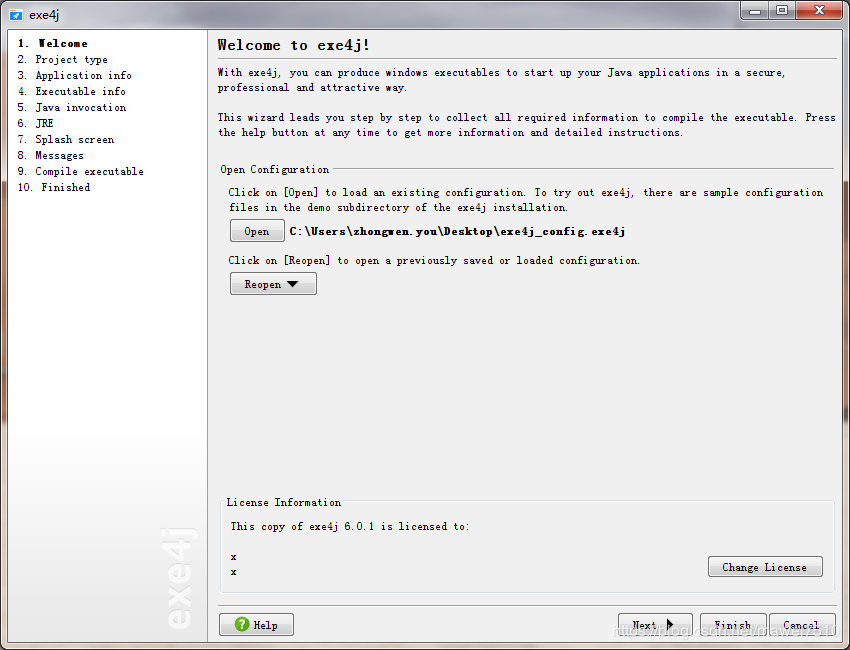 exe4j
1. Welcome
2. Project type
3. Application info
4. Executable info
5. Java invocation
6. JRE
7. Splash screen
8. Messages
9. Compile executable
10. Finished
exe4j
Welcome to exe4j!
With exe4j, you can produce windows executables to start up your Java applications in a secure,
professional and attractive way.
This wizard leads you step by step to collect all required information to compile the executable. Press
the help button at any time to get more information and detailed instructions.
Open Configuration
Click on [Open] to load an existing configuration. To try out exe4j, there are sample configuration
files in the demo subdirectory of the exe4j installation.
Open C:\Users\zhongwen.you\Desktop\exe4j_config.exe4j
Click on [Reopen] to open a previously saved or loaded configuration.
Reopen
License Information
This copy of exe4j 6.0.1 is licensed to:
x
x
Change License
Help Next Finish Cancel